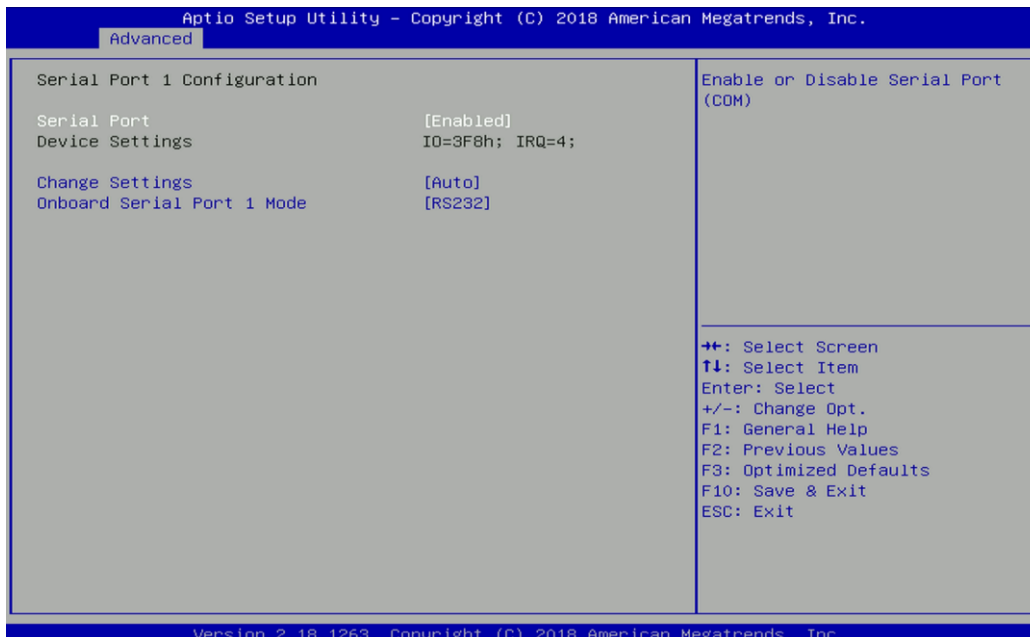 Aptio Setup Utility – Copyright (C) 2018 American Megatrends, Inc.
Advanced
Serial Port 1 Configuration
Serial Port [Enabled]
Device Settings IO=3F8h; IRQ=4;
Change Settings [Auto]
Onboard Serial Port 1 Mode [RS232]
Enable or Disable Serial Port
(COM)
→←: Select Screen
↑↓: Select Item
Enter: Select
+/-: Change Opt.
F1: General Help
F2: Previous Values
F3: Optimized Defaults
F10: Save & Exit
ESC: Exit
Version 2.18.1263. Copyright (C) 2018 American Megatrends, Inc.